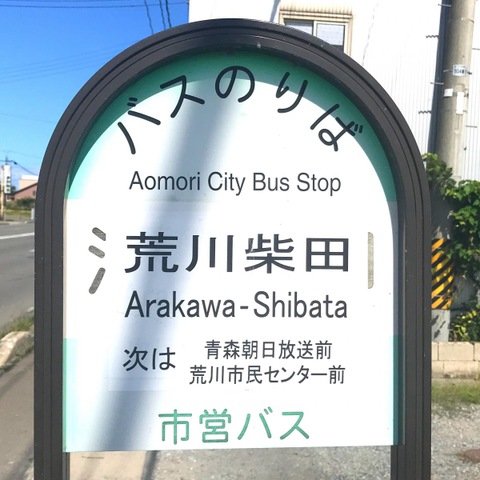 バスのりば
Aomori City Bus Stop
荒川柴田
Arakawa-Shibata
次は
青森朝日放送前
荒川市民センター前
市営バス